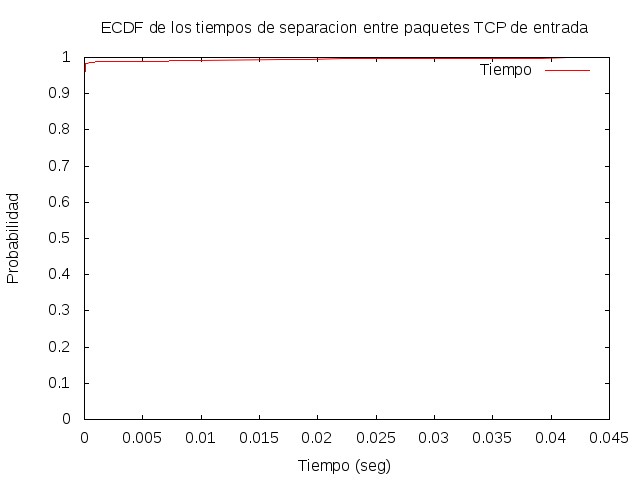 ECDF de los tiempos de separacion entre paquetes TCP de entrada
Tiempo
1
0.9
0.8
0.7
0.6
0.5
0.4
0.3
0.2
0.1
0
Probabilidad
0 0.005 0.01 0.015 0.02 0.025 0.03 0.035 0.04 0.045
Tiempo (seg)